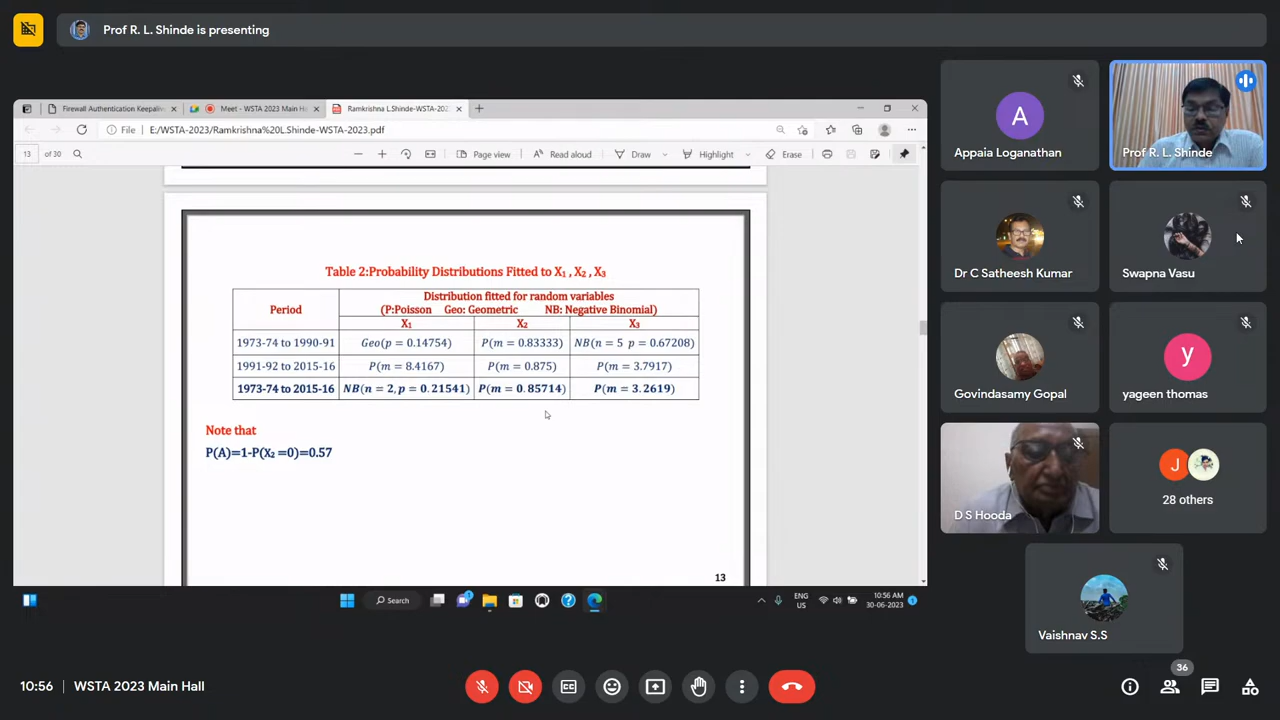 Prof R. L. Shinde is presenting
Firewall Authentication Keepaliv
Meet - WSTA 2023 Main H
Ramkrishna L.Shinde-WSTA-202
File E:/WSTA-2023/Ramkrishna%20L.Shinde-WSTA-2023.pdf
13 of 30 Page view Read aloud Draw Highlight Erase
Table 2:Probability Distributions Fitted to X₁ , X₂ , X₃
Period
Distribution fitted for random variables
(P:Poisson Geo: Geometric NB: Negative Binomial)
X₁ X₂ X₃
1973-74 to 1990-91 Geo(p = 0.14754) P(m = 0.83333) NB(n = 5 p = 0.67208)
1991-92 to 2015-16 P(m = 8.4167) P(m = 0.875) P(m = 3.7917)
1973-74 to 2015-16 NB(n = 2, p = 0.21541) P(m = 0.85714) P(m = 3.2619)
Note that
P(A)=1-P(X₂ =0)=0.57
13
Search
ENG
US
10:56 AM
30-06-2023
A
Appaia Loganathan
Prof R. L. Shinde
Dr C Satheesh Kumar
Swapna Vasu
Govindasamy Gopal
y
yageen thomas
D S Hooda
J
28 others
Vaishnav S.S
10:56 | WSTA 2023 Main Hall
CC
36